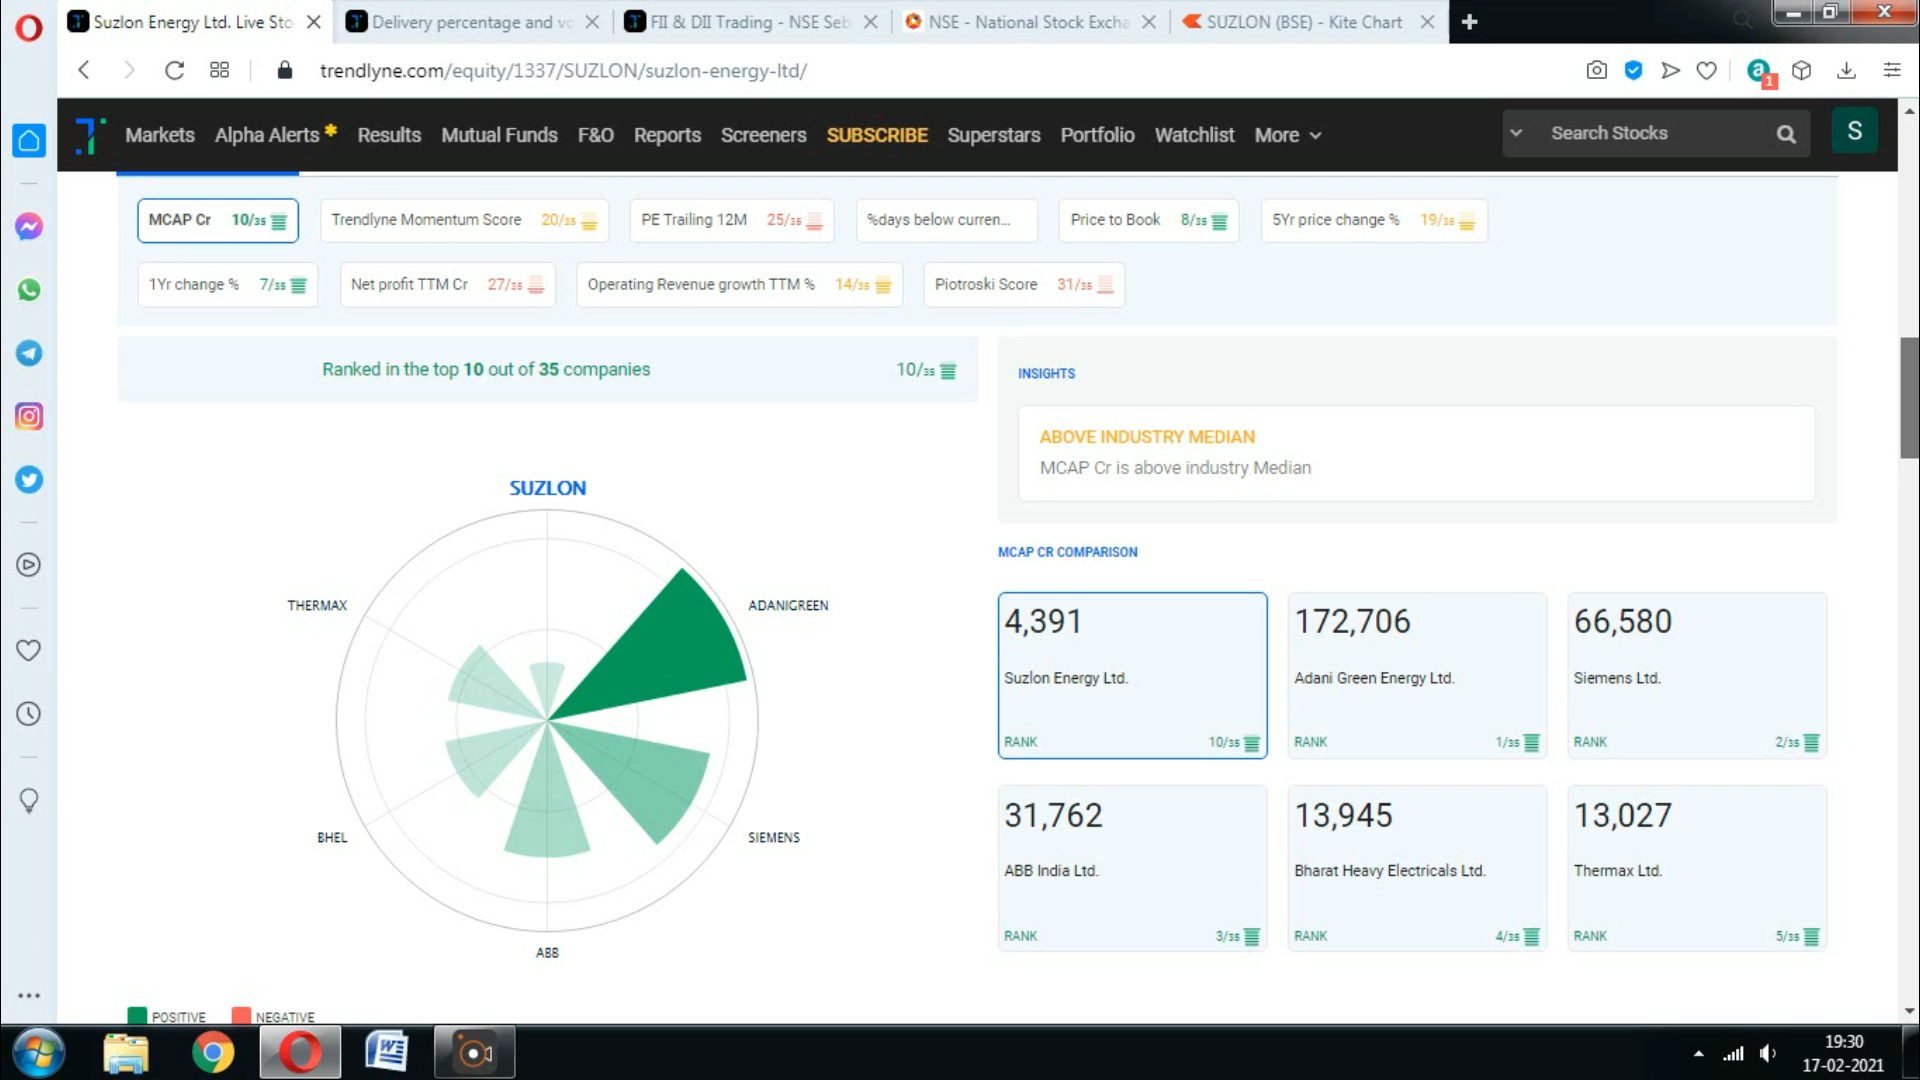 Suzlon Energy Ltd. Live Sto
Delivery percentage and vo
FII & DII Trading - NSE Seb
NSE - National Stock Excha
SUZLON (BSE) - Kite Chart
trendlyne.com/equity/1337/SUZLON/suzlon-energy-ltd/
a
1
Markets
Alpha Alerts
Results
Mutual Funds
F&O
Reports
Screeners
SUBSCRIBE
Superstars
Portfolio
Watchlist
More
Search Stocks
S
MCAP Cr 10/35
Trendlyne Momentum Score 20/35
PE Trailing 12M 25/35
%days below curren...
Price to Book 8/35
5Yr price change % 19/35
1Yr change % 7/35
Net profit TTM Cr 27/35
Operating Revenue growth TTM % 14/35
Piotroski Score 31/35
Ranked in the top 10 out of 35 companies
10/35
INSIGHTS
ABOVE INDUSTRY MEDIAN
MCAP Cr is above industry Median
SUZLON
THERMAX
ADANIGREEN
BHEL
SIEMENS
ABB
MCAP CR COMPARISON
4,391
Suzlon Energy Ltd.
RANK 10/35
172,706
Adani Green Energy Ltd.
RANK 1/35
66,580
Siemens Ltd.
RANK 2/35
31,762
ABB India Ltd.
RANK 3/35
13,945
Bharat Heavy Electricals Ltd.
RANK 4/35
13,027
Thermax Ltd.
RANK 5/35
POSITIVE
NEGATIVE
19:30
17-02-2021